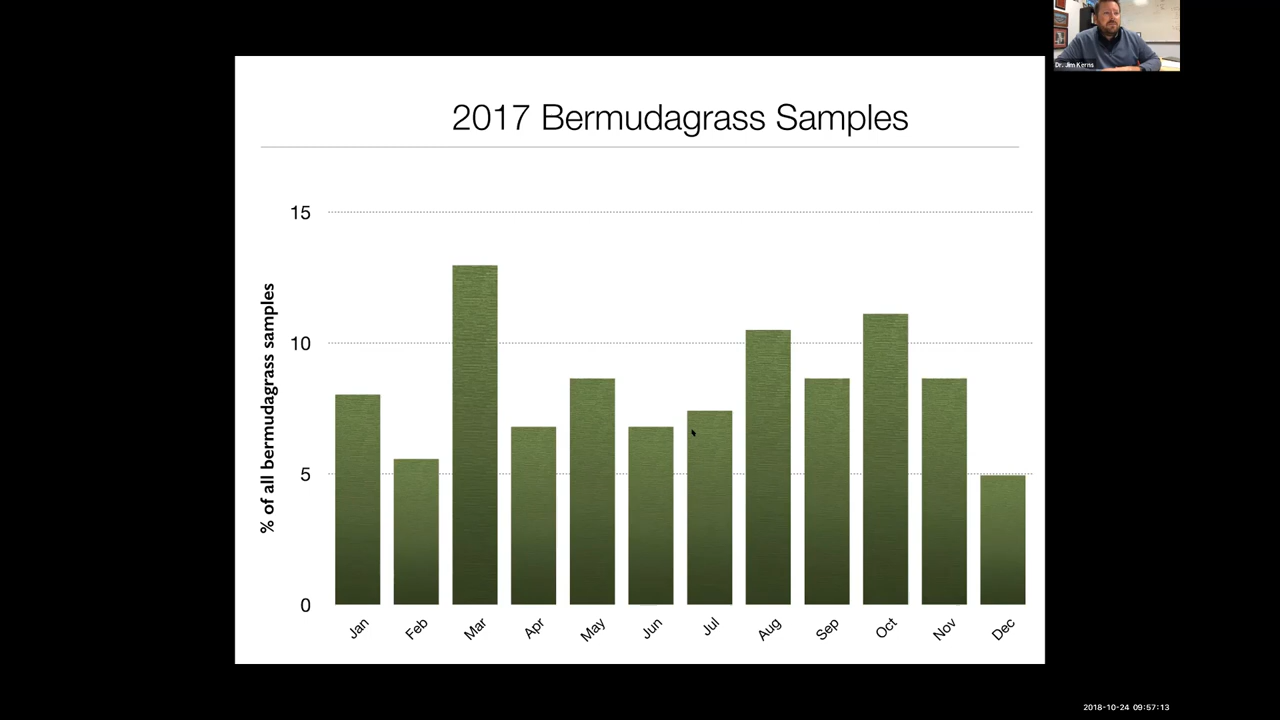 Dr. Jim Kerns
2017 Bermudagrass Samples
% of all bermudagrass samples
15
10
5
0
Jan
Feb
Mar
Apr
May
Jun
Jul
Aug
Sep
Oct
Nov
Dec
2018-10-24 09:57:13